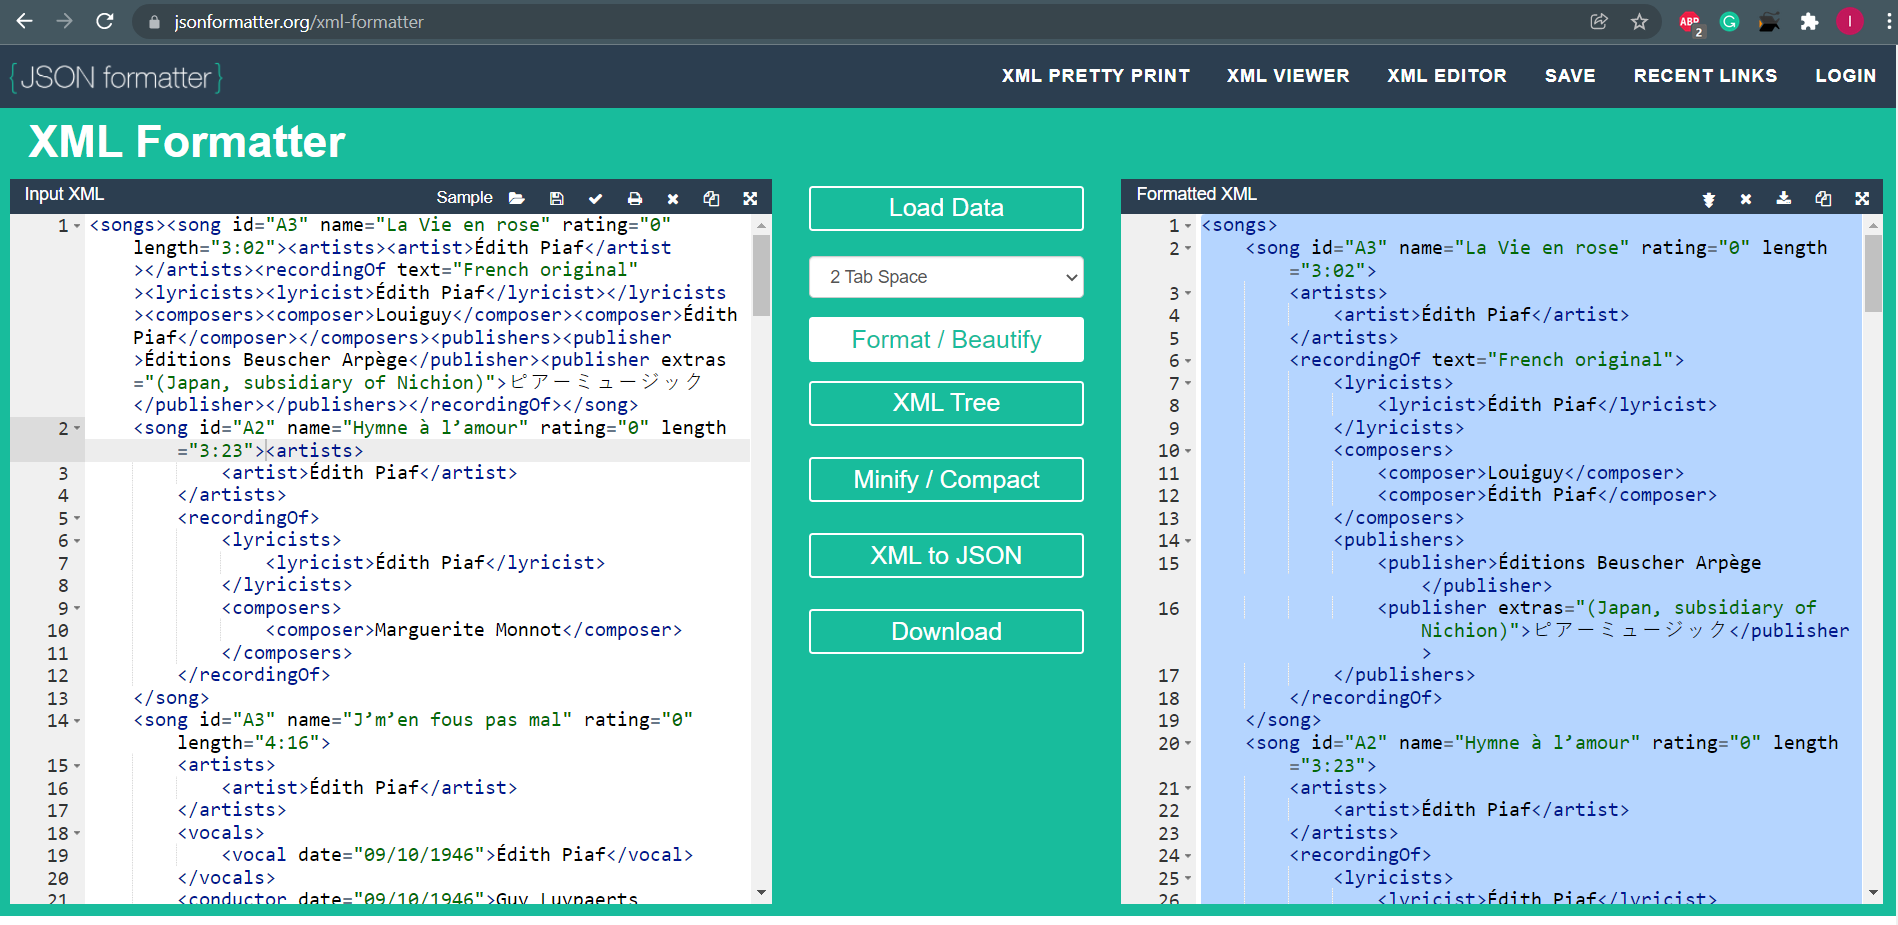 jsonformatter.org/xml-formatter
ABP
2
G
I
{JSON formatter}
XML PRETTY PRINT XML VIEWER XML EDITOR SAVE RECENT LINKS LOGIN
XML Formatter
Input XML
Sample
1 <songs><song id="A3" name="La Vie en rose" rating="0"
length="3:02"><artists><artist>Édith Piaf</artist
></artists><recordingOf text="French original"
><lyricists><lyricist>Édith Piaf</lyricist></lyricists
><composers><composer>Louiguy</composer><composer>Édith
Piaf</composer></composers><publishers><publisher
>Éditions Beuscher Arpège</publisher><publisher extras
="(Japan, subsidiary of Nichion)">ピアーミュージック
</publisher></publishers></recordingOf></song>
2 <song id="A2" name="Hymne à l’amour" rating="0" length
="3:23"><artists>
3 <artist>Édith Piaf</artist>
4 </artists>
5 <recordingOf>
6 <lyricists>
7 <lyricist>Édith Piaf</lyricist>
8 </lyricists>
9 <composers>
10 <composer>Marguerite Monnot</composer>
11 </composers>
12 </recordingOf>
13 </song>
14 <song id="A3" name="J’m’en fous pas mal" rating="0"
length="4:16">
15 <artists>
16 <artist>Édith Piaf</artist>
17 </artists>
18 <vocals>
19 <vocal date="09/10/1946">Édith Piaf</vocal>
20 </vocals>
21 <conductor date="09/10/1946">Guy Luypaerts
Load Data
2 Tab Space
Format / Beautify
XML Tree
Minify / Compact
XML to JSON
Download
Formatted XML
1 <songs>
2 <song id="A3" name="La Vie en rose" rating="0" length
="3:02">
3 <artists>
4 <artist>Édith Piaf</artist>
5 </artists>
6 <recordingOf text="French original">
7 <lyricists>
8 <lyricist>Édith Piaf</lyricist>
9 </lyricists>
10 <composers>
11 <composer>Louiguy</composer>
12 <composer>Édith Piaf</composer>
13 </composers>
14 <publishers>
15 <publisher>Éditions Beuscher Arpège
</publisher>
16 <publisher extras="(Japan, subsidiary of
Nichion)">ピアーミュージック</publisher
>
17 </publishers>
18 </recordingOf>
19 </song>
20 <song id="A2" name="Hymne à l’amour" rating="0" length
="3:23">
21 <artists>
22 <artist>Édith Piaf</artist>
23 </artists>
24 <recordingOf>
25 <lyricists>
26 <lyricist>Édith Piaf</lyricist>